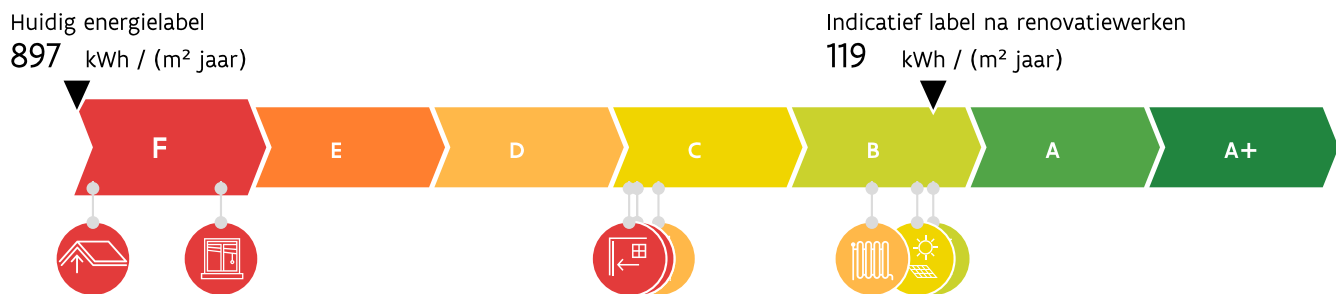 Huidig energielabel
897 kWh / (m² jaar)
Indicatief label na renovatiewerken
119 kWh / (m² jaar)
F E D C B A A+